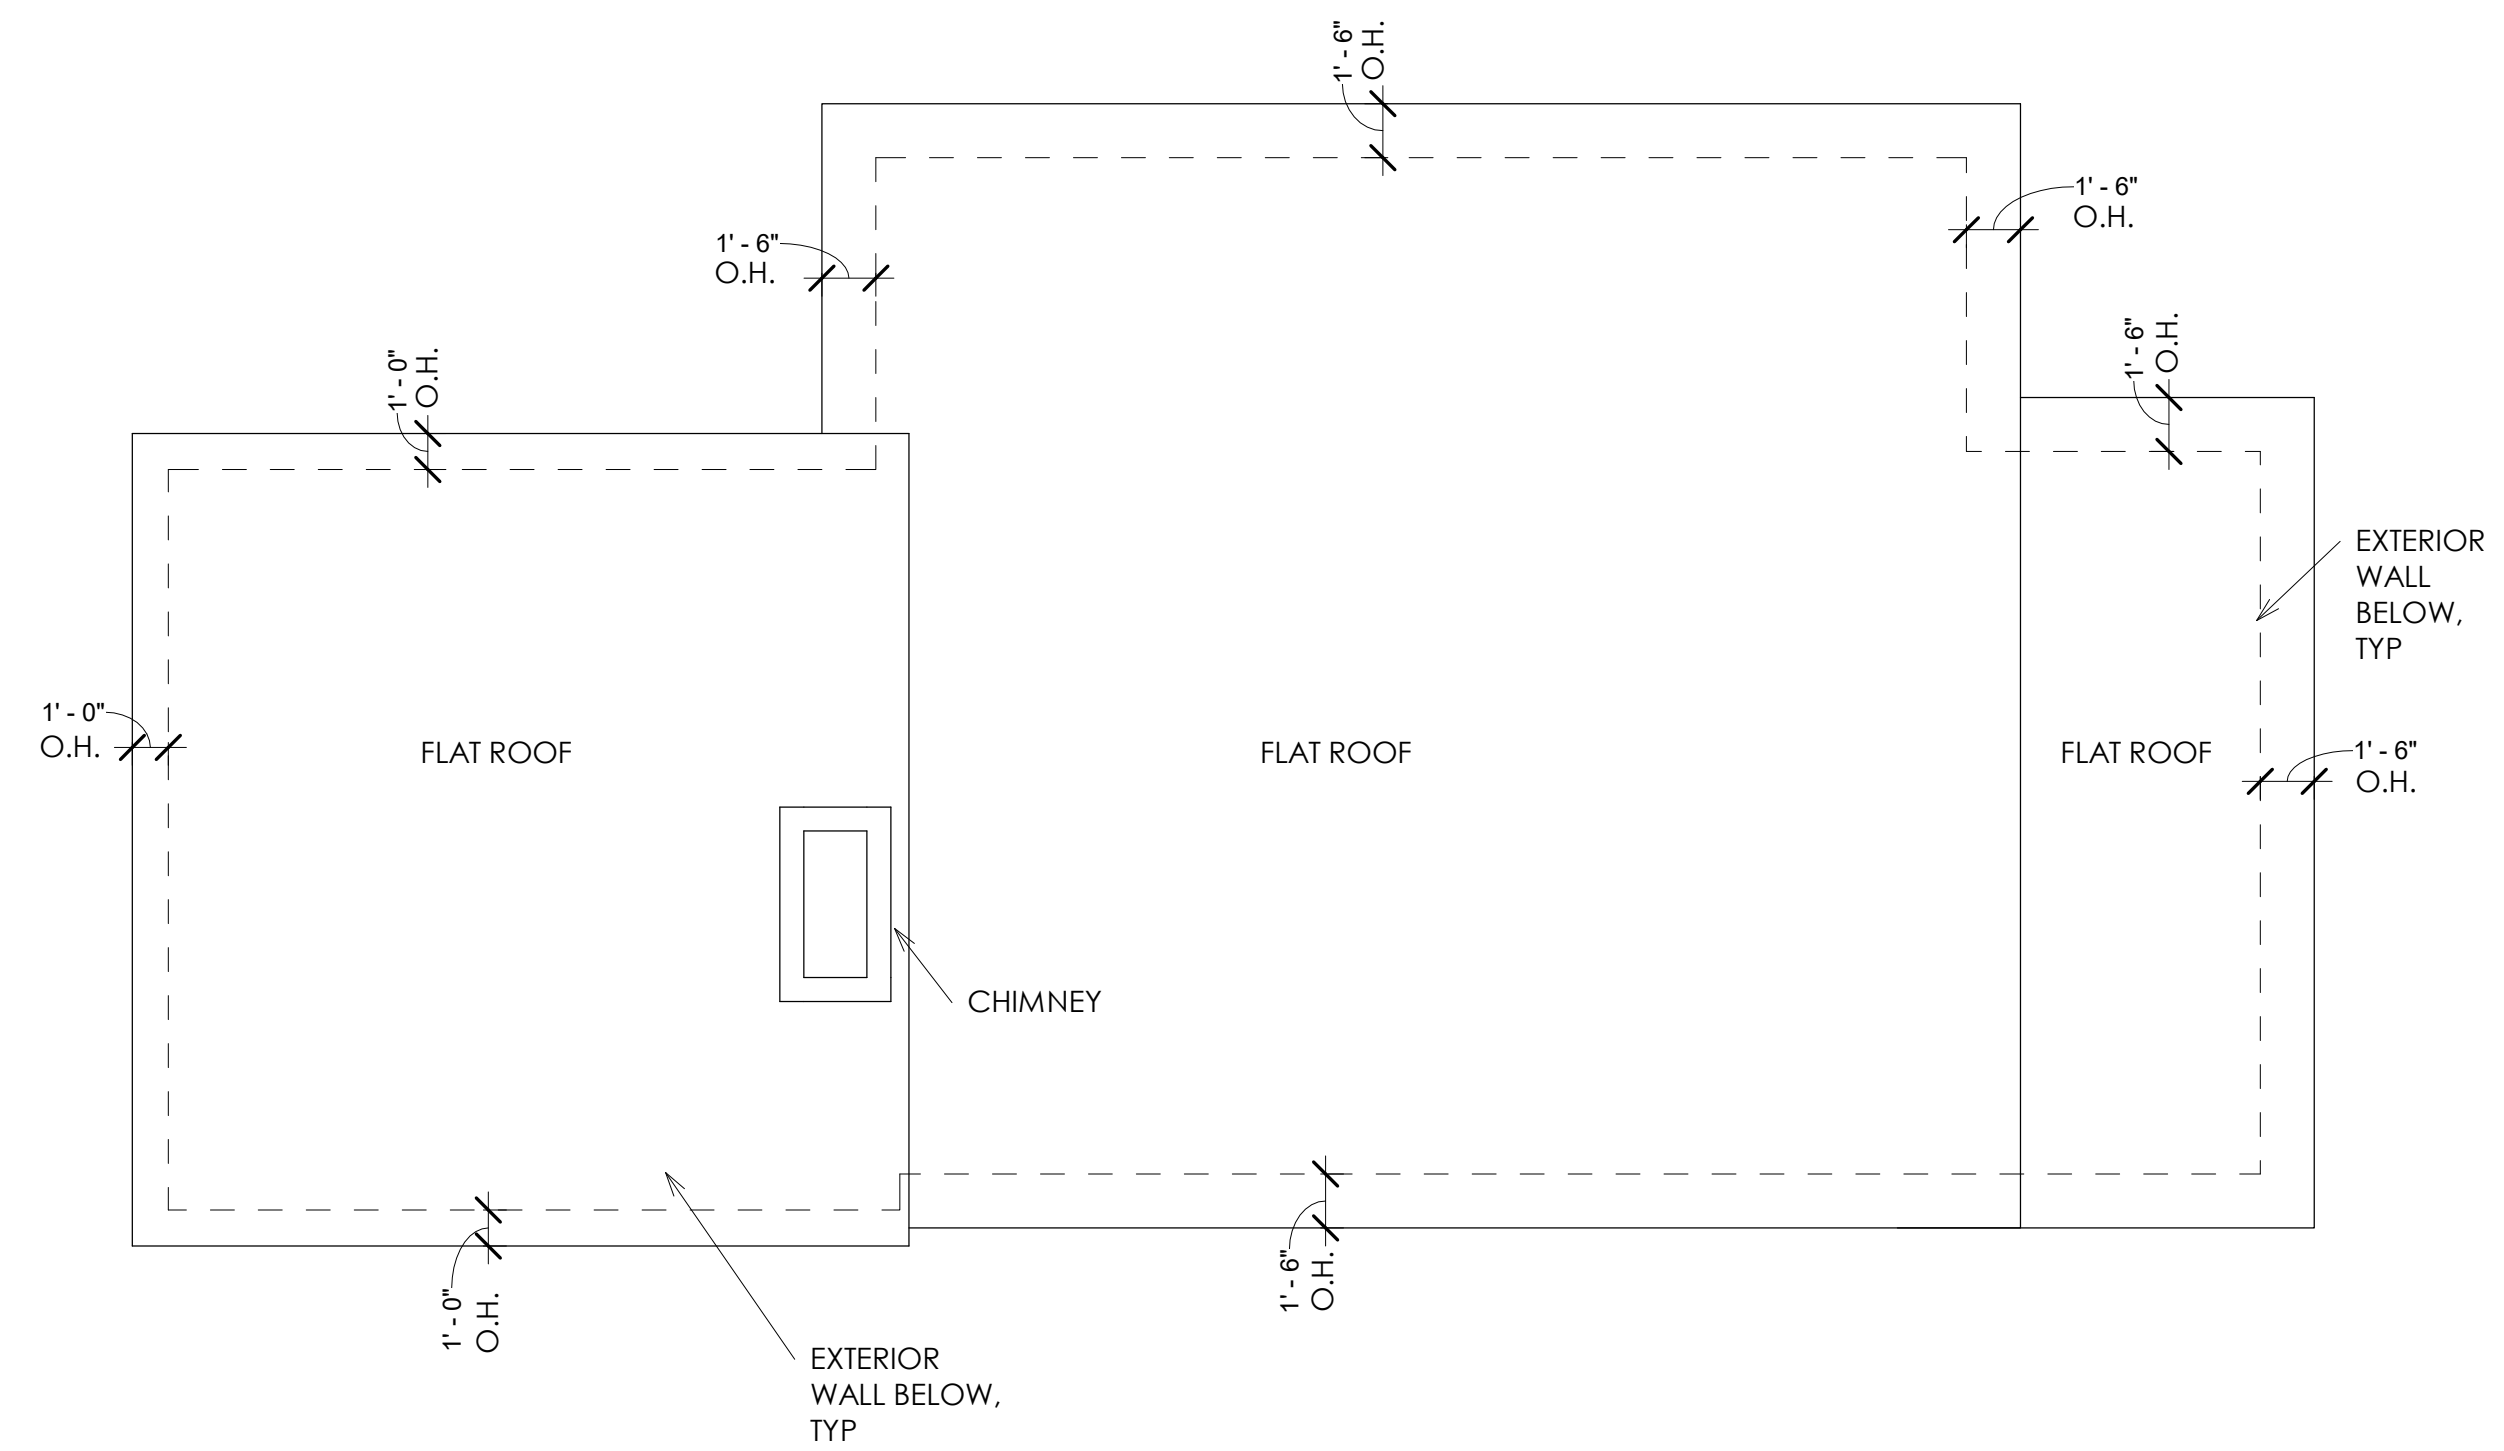 1' - 6"
O.H.
1' - 6"
O.H.
1' - 6"
O.H.
1' - 6"
O.H.
1' - 0"
O.H.
EXTERIOR
WALL
BELOW,
TYP
1' - 0"
O.H.
FLAT ROOF
FLAT ROOF
FLAT ROOF
1' - 6"
O.H.
CHIMNEY
1' - 0"
O.H.
1' - 6"
O.H.
EXTERIOR
WALL BELOW,
TYP